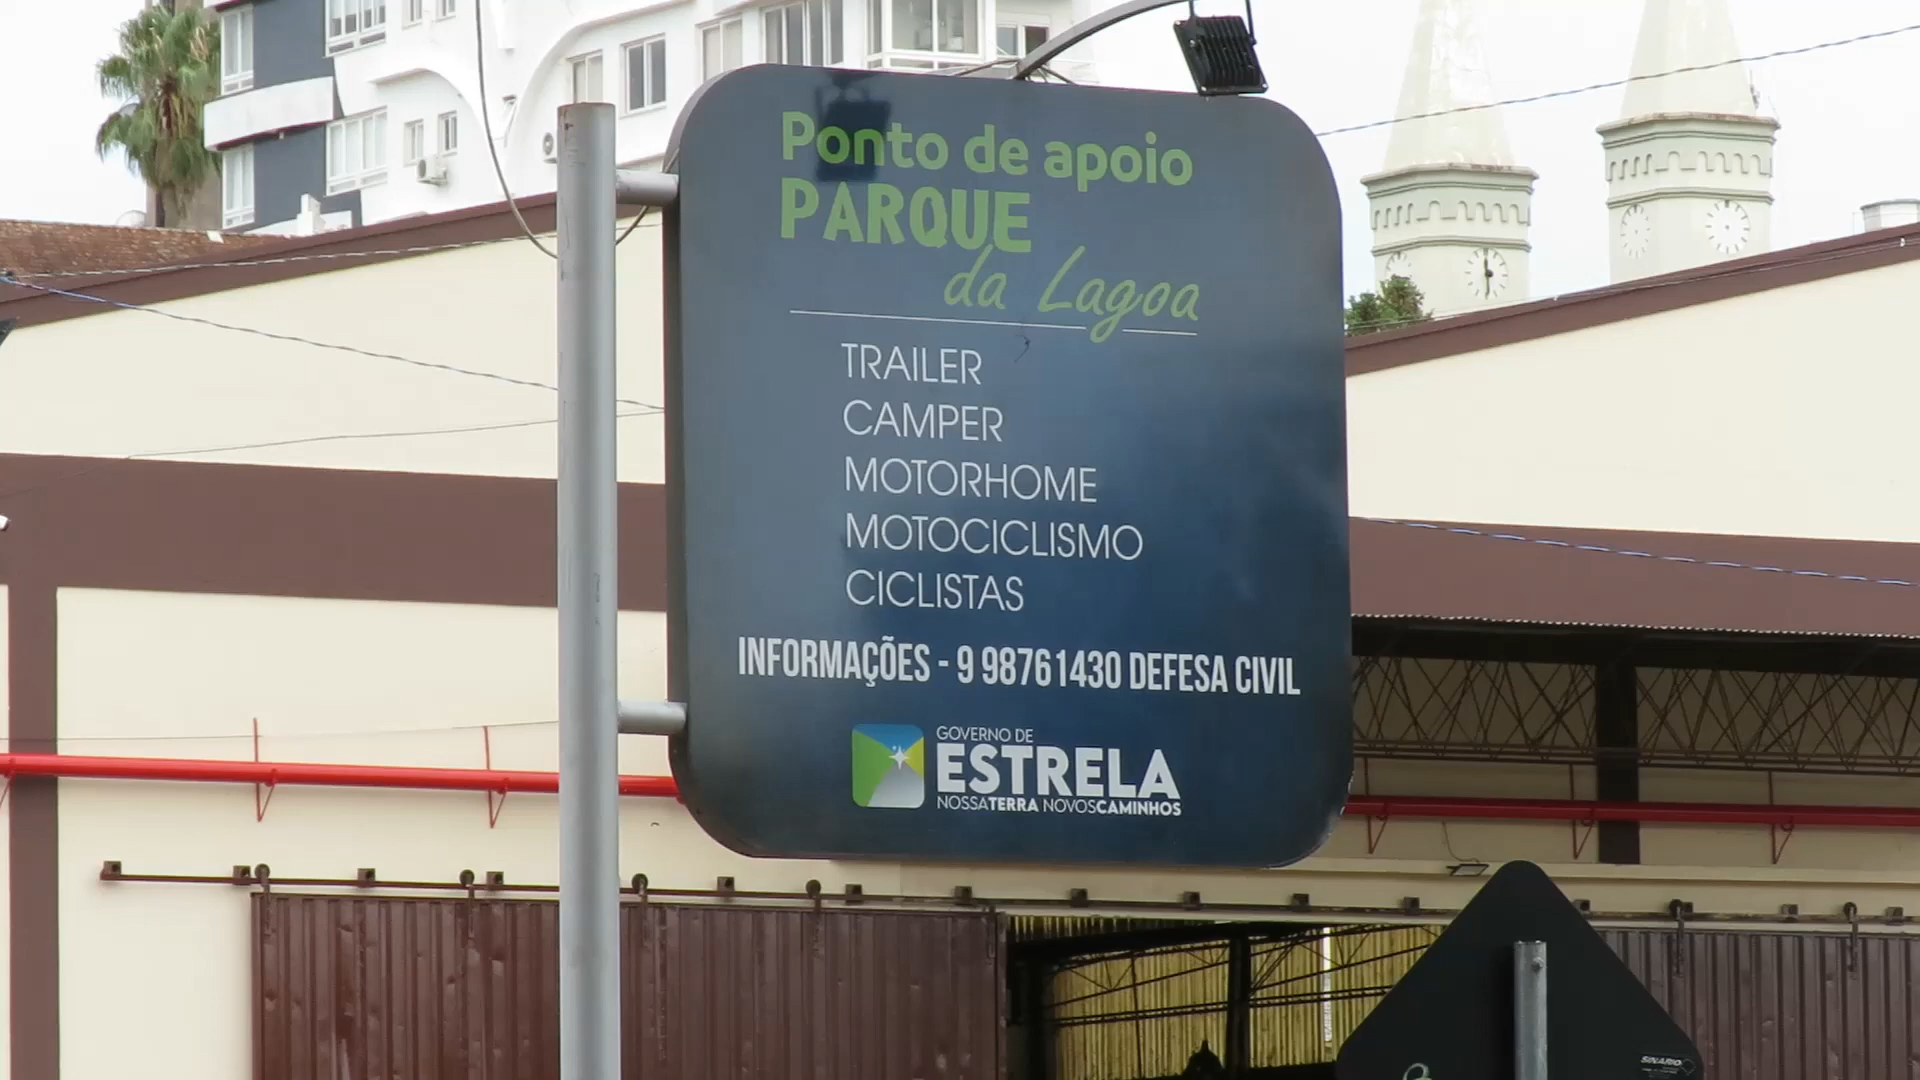 Ponto de apoio
PARQUE
da Lagoa
TRAILER
CAMPER
MOTORHOME
MOTOCICLISMO
CICLISTAS
INFORMAÇÕES - 9 98761430 DEFESA CIVIL
GOVERNO DE
ESTRELA
NOSSATERRA NOVOSCAMINHOS
SINARIO